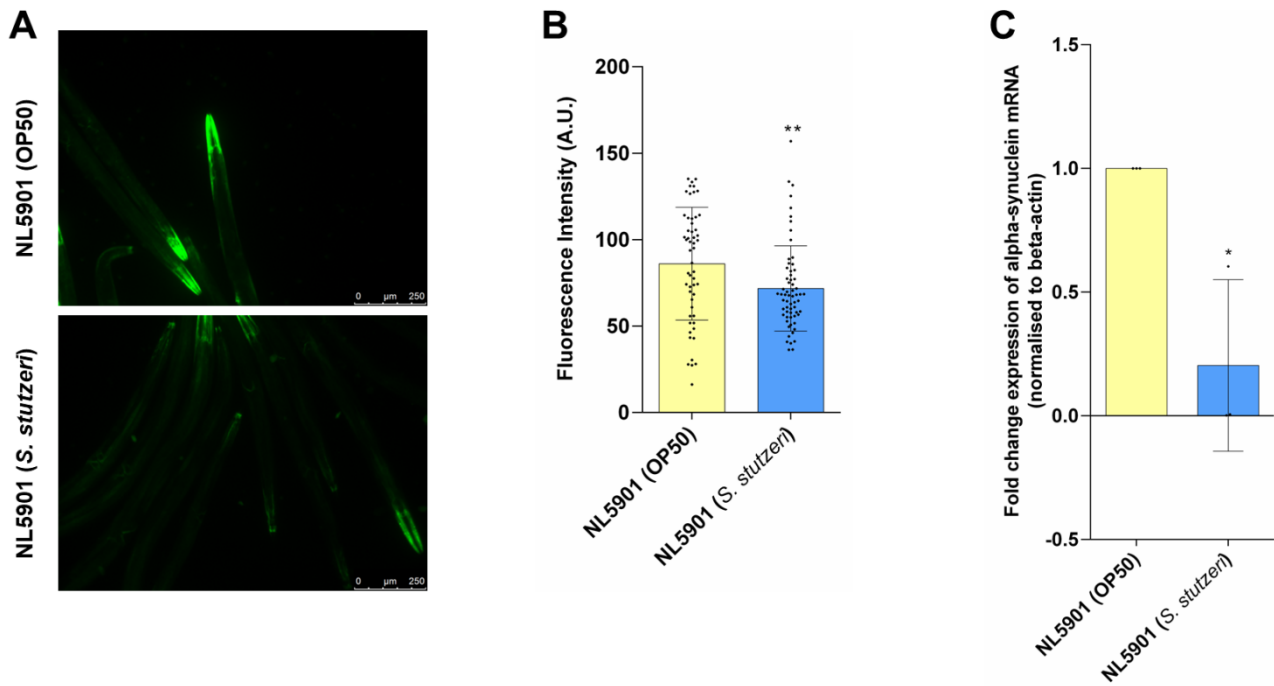 A
NL5901 (OP50)
0 µm 250
NL5901 (S. stutzeri)
0 µm 250
B
Fluorescence Intensity (A.U.)
200
150
100
50
0
**
NL5901 (OP50)
NL5901 (S. stutzeri)
C
Fold change expression of alpha-synuclein mRNA
(normalised to beta-actin)
1.5
1.0
0.5
0.0
-0.5
*
NL5901 (OP50)
NL5901 (S. stutzeri)